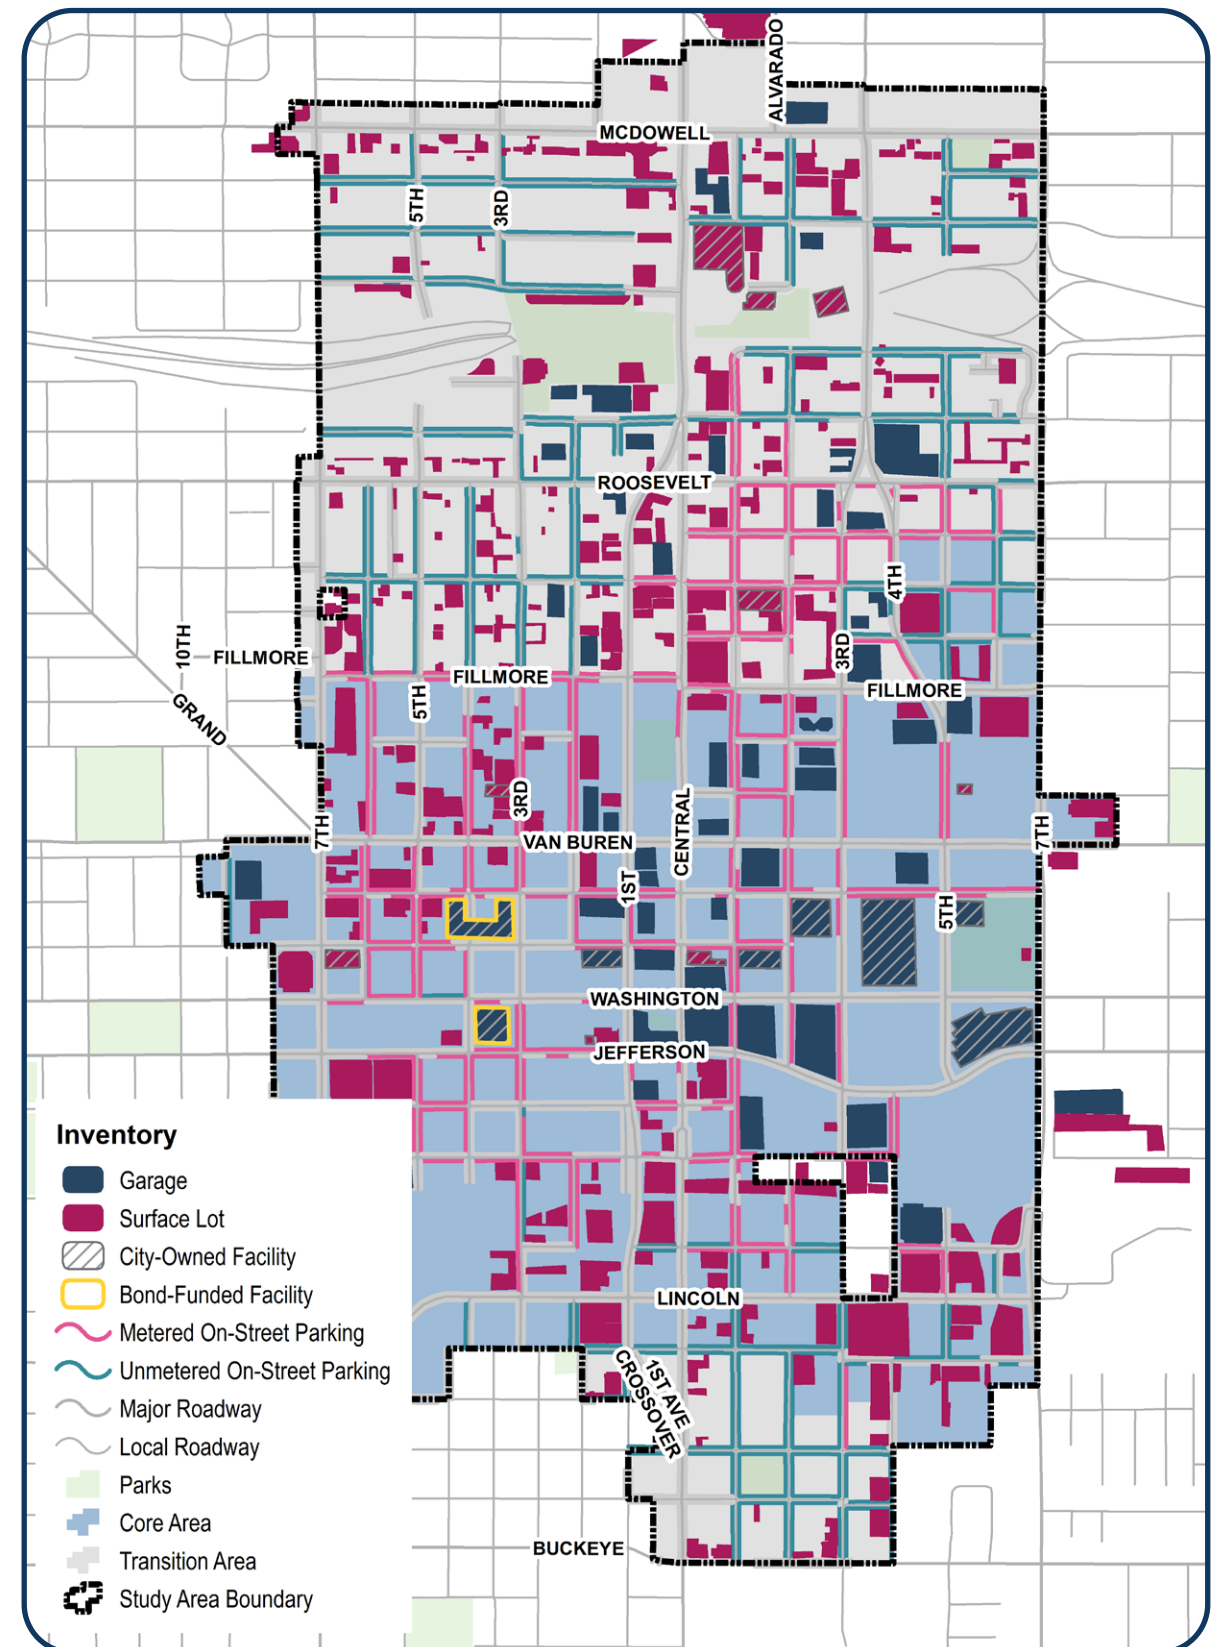 ALVARADO
MCDOWELL
5TH
3RD
ROOSEVELT
4TH
10TH
FILLMORE
3RD
FILLMORE
5TH
FILLMORE
GRAND
3RD
7TH
VAN BUREN
CENTRAL
7TH
1ST
5TH
WASHINGTON
JEFFERSON
LINCOLN
1ST AVE
CROSSOVER
BUCKEYE
Inventory
Garage
Surface Lot
City-Owned Facility
Bond-Funded Facility
Metered On-Street Parking
Unmetered On-Street Parking
Major Roadway
Local Roadway
Parks
Core Area
Transition Area
Study Area Boundary